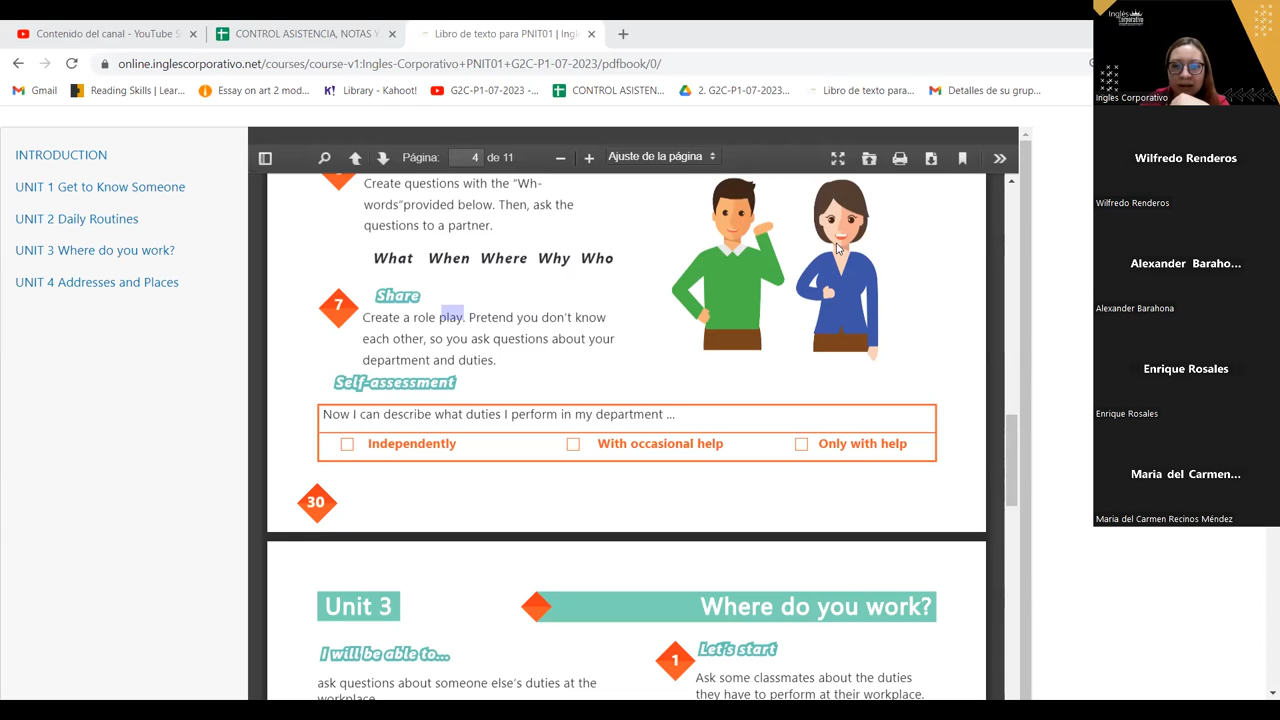 Contenido del canal - YouTube S
CONTROL ASISTENCIA, NOTAS Y
Libro de texto para PNIT01 | Ingl
online.inglescorporativo.net/courses/course-v1:Ingles-Corporativo+PNIT01+G2C-P1-07-2023/pdfbook/0/
Gmail
Reading Skills | Lear...
Essay on art 2 mod...
Library - Kahoot!
G2C-P1-07-2023 -...
CONTROL ASISTEN...
2. G2C-P1-07-2023...
Libro de texto para...
Detalles de su grup...
INTRODUCTION
UNIT 1 Get to Know Someone
UNIT 2 Daily Routines
UNIT 3 Where do you work?
UNIT 4 Addresses and Places
Página: 4 de 11
Ajuste de la página
Create questions with the "Wh-
words"provided below. Then, ask the
questions to a partner.
What When Where Why Who
7
Share
Create a role play. Pretend you don't know
each other, so you ask questions about your
department and duties.
Self-assessment
Now I can describe what duties I perform in my department ...
Independently
With occasional help
Only with help
30
Unit 3
Where do you work?
I will be able to...
ask questions about someone else's duties at the
workplace.
1
Let's start
Ask some classmates about the duties
they have to perform at their workplace.
Inglés
Corporativo
Ingles Corporativo
Wilfredo Renderos
Wilfredo Renderos
Alexander Baraho...
Alexander Barahona
Enrique Rosales
Enrique Rosales
Maria del Carmen...
Maria del Carmen Recinos Méndez